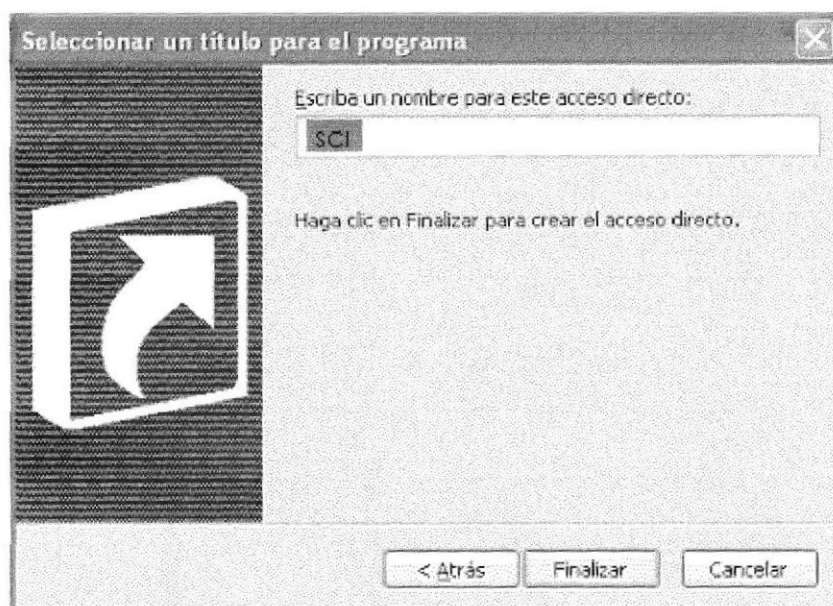 Seleccionar un título para el programa
Escriba un nombre para este acceso directo:
SCI
Haga clic en Finalizar para crear el acceso directo.
< Atrás
Finalizar
Cancelar